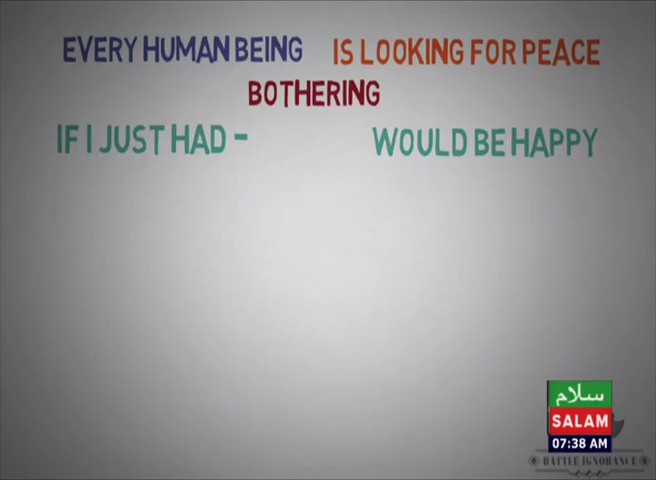 EVERY HUMAN BEING IS LOOKING FOR PEACE
BOTHERING
IF I JUST HAD - WOULD BE HAPPY
سلام
SALAM
07:38 AM
BATTLE IGNORANCE